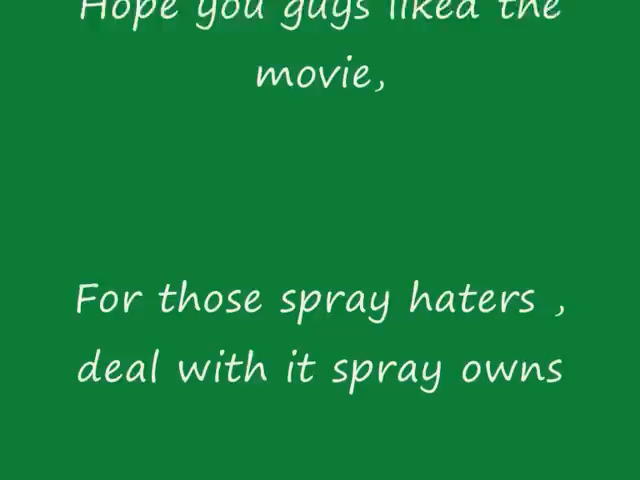 Hope you guys liked the
movie,
For those spray haters ,
deal with it spray owns